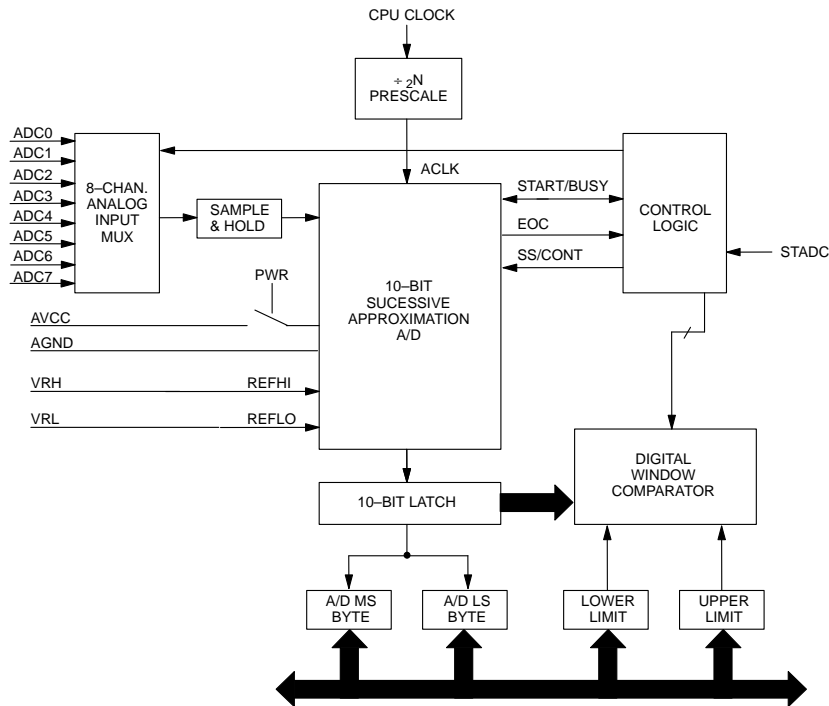 CPU CLOCK
÷ 2N
PRESCALE
ADC0
ADC1
ADC2
ADC3
ADC4
ADC5
ADC6
ADC7
8–CHAN.
ANALOG
INPUT
MUX
SAMPLE
& HOLD
ACLK
START/BUSY
EOC
SS/CONT
CONTROL
LOGIC
STADC
PWR
10–BIT
SUCESSIVE
APPROXIMATION
A/D
AVCC
AGND
VRH
REFHI
VRL
REFLO
DIGITAL
WINDOW
COMPARATOR
10–BIT LATCH
A/D MS
BYTE
A/D LS
BYTE
LOWER
LIMIT
UPPER
LIMIT